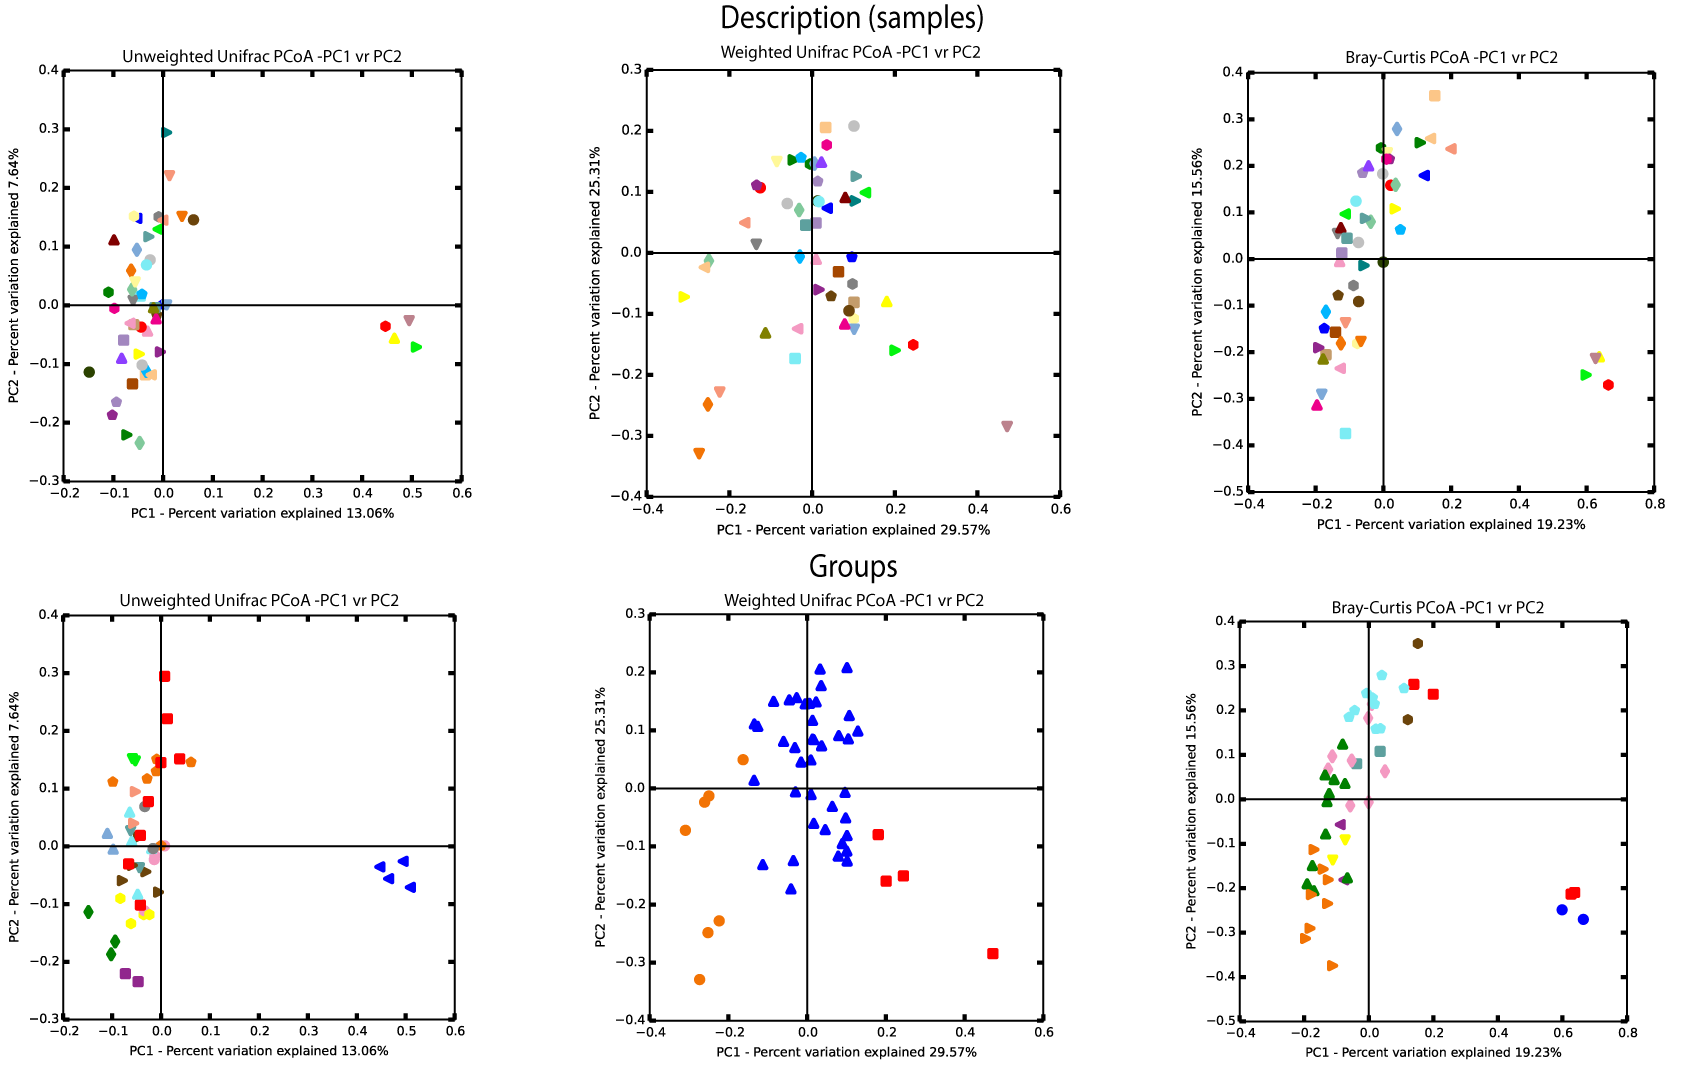 Description (samples)
Unweighted Unifrac PCoA -PC1 vr PC2
Weighted Unifrac PCoA -PC1 vr PC2
Bray-Curtis PCoA -PC1 vr PC2
PC2 - Percent variation explained 7.64%
0.4
0.3
0.2
0.1
0.0
−0.1
−0.2
−0.3
−0.2 −0.1 0.0 0.1 0.2 0.3 0.4 0.5 0.6
PC1 - Percent variation explained 13.06%
PC2 - Percent variation explained 25.31%
0.3
0.2
0.1
0.0
−0.1
−0.2
−0.3
−0.4
−0.4 −0.2 0.0 0.2 0.4 0.6
PC1 - Percent variation explained 29.57%
PC2 - Percent variation explained 15.56%
0.4
0.3
0.2
0.1
0.0
−0.1
−0.2
−0.3
−0.4
−0.5
−0.4 −0.2 0.0 0.2 0.4 0.6 0.8
PC1 - Percent variation explained 19.23%
Groups
Unweighted Unifrac PCoA -PC1 vr PC2
Weighted Unifrac PCoA -PC1 vr PC2
Bray-Curtis PCoA -PC1 vr PC2
PC2 - Percent variation explained 7.64%
0.4
0.3
0.2
0.1
0.0
−0.1
−0.2
−0.3
−0.2 −0.1 0.0 0.1 0.2 0.3 0.4 0.5 0.6
PC1 - Percent variation explained 13.06%
PC2 - Percent variation explained 25.31%
0.3
0.2
0.1
0.0
−0.1
−0.2
−0.3
−0.4
−0.4 −0.2 0.0 0.2 0.4 0.6
PC1 - Percent variation explained 29.57%
PC2 - Percent variation explained 15.56%
0.4
0.3
0.2
0.1
0.0
−0.1
−0.2
−0.3
−0.4
−0.5
−0.4 −0.2 0.0 0.2 0.4 0.6 0.8
PC1 - Percent variation explained 19.23%